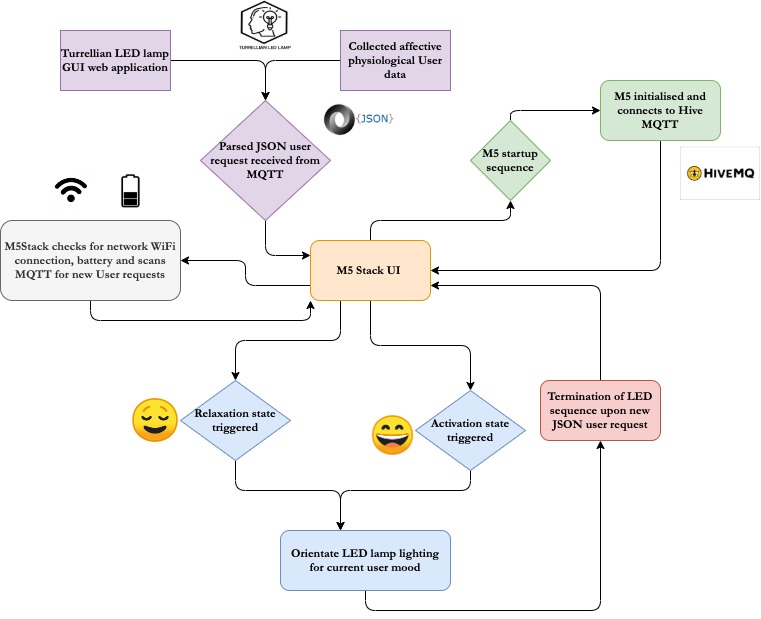 TURRELLIAN LED LAMP
Turrellian LED lamp
GUI web application
Collected affective
physiological User
data
{JSON}
Parsed JSON user
request received from
MQTT
M5 startup
sequence
M5 initialised and
connects to Hive
MQTT
HIVEMQ
M5Stack checks for network WiFi
connection, battery and scans
MQTT for new User requests
M5 Stack UI
Relaxation state
triggered
Activation state
triggered
Termination of LED
sequence upon new
JSON user request
Orientate LED lamp lighting
for current user mood